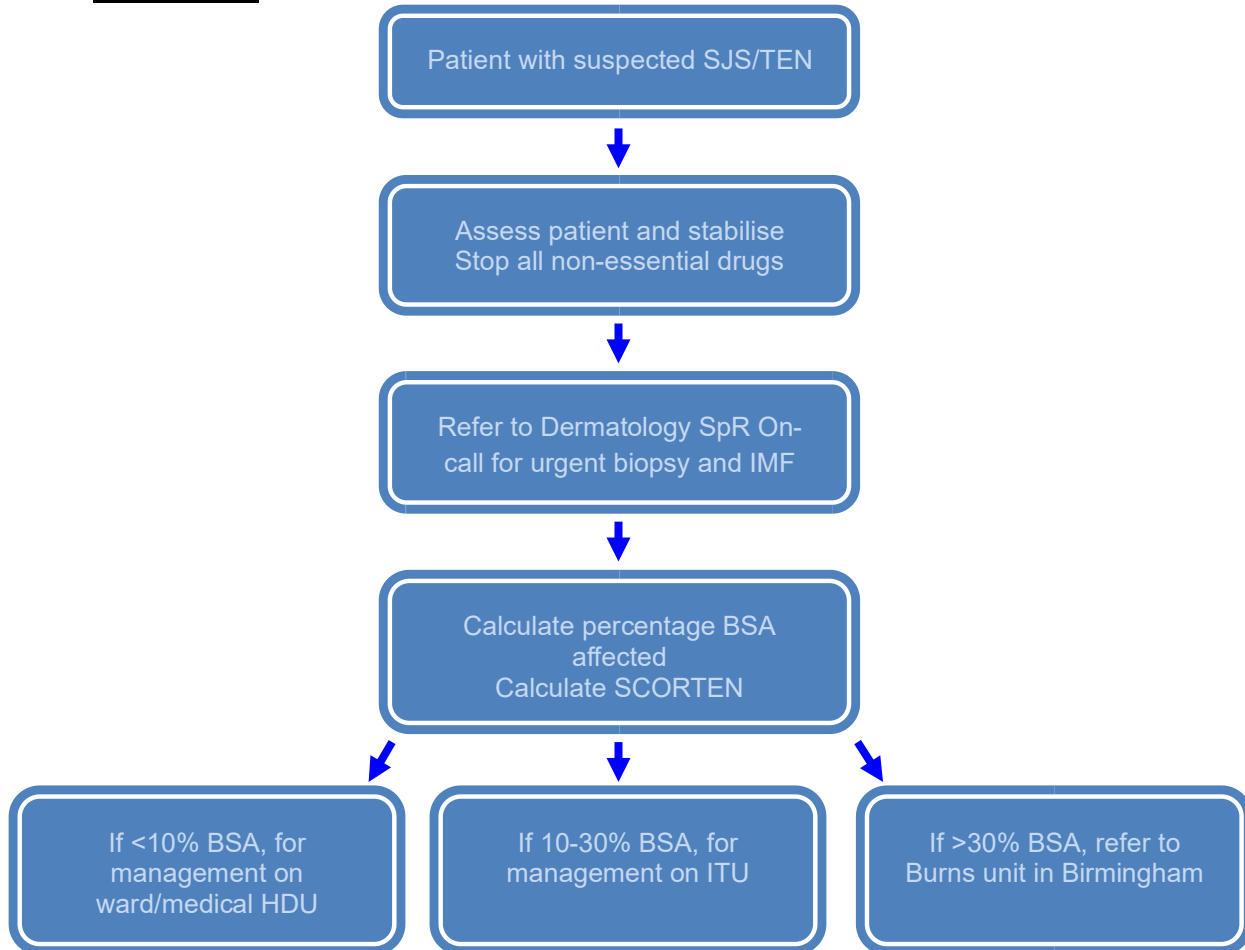 Patient with suspected SJS/TEN
Assess patient and stabilise
Stop all non-essential drugs
Refer to Dermatology SpR On-
call for urgent biopsy and IMF
Calculate percentage BSA
affected
Calculate SCORTEN
If <10% BSA, for
management on
ward/medical HDU
If 10-30% BSA, for
management on ITU
If >30% BSA, refer to
Burns unit in Birmingham